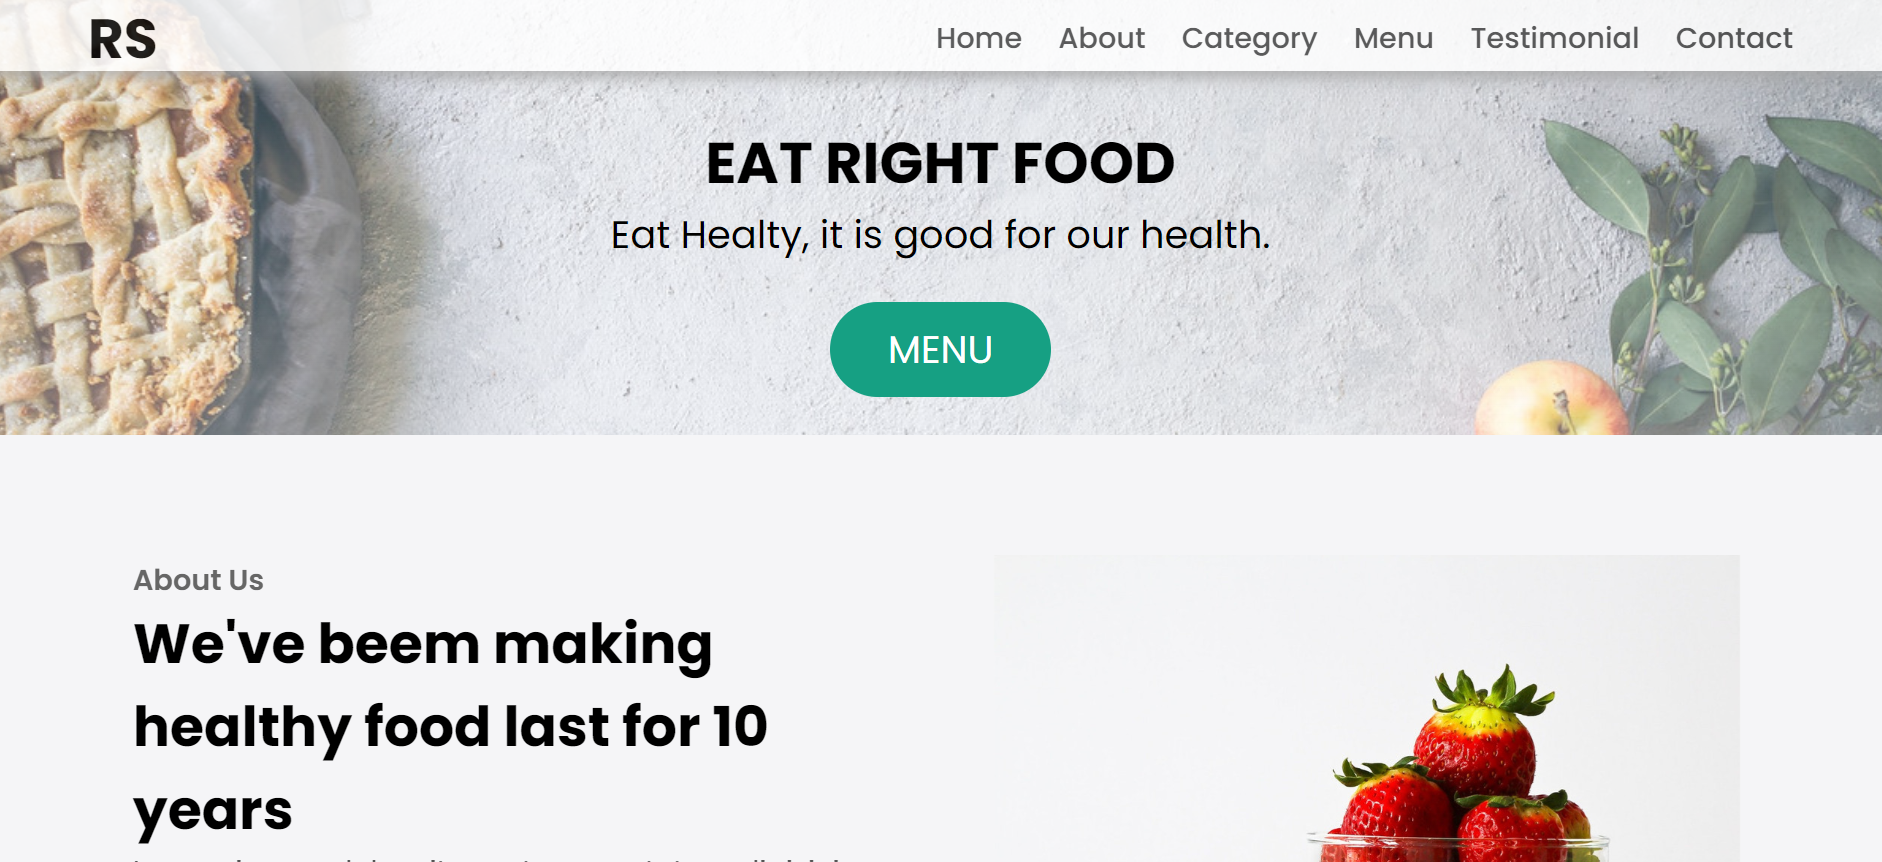 RS
Home About Category Menu Testimonial Contact
EAT RIGHT FOOD
Eat Healty, it is good for our health.
MENU
About Us
We've beem making
healthy food last for 10
years